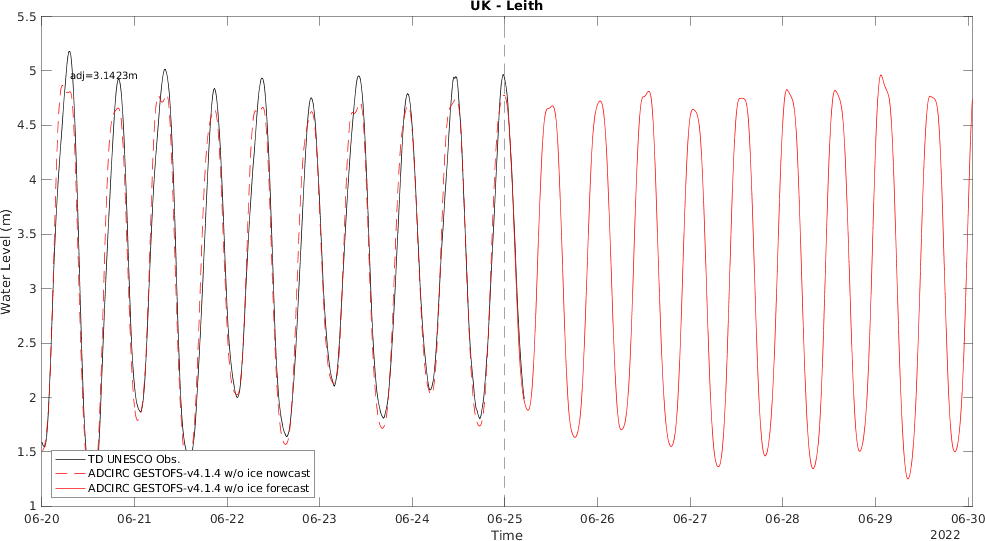 UK - Leith
5.5
5
4.5
4
3.5
3
2.5
2
1.5
1
Water Level (m)
adj=3.1423m
TD UNESCO Obs.
ADCIRC GESTOFS-v4.1.4 w/o ice nowcast
ADCIRC GESTOFS-v4.1.4 w/o ice forecast
06-20 06-21 06-22 06-23 06-24 06-25 06-26 06-27 06-28 06-29 06-30
Time
2022